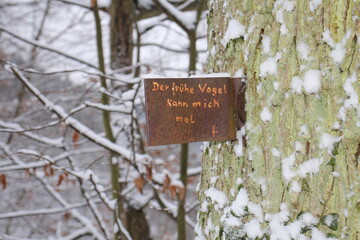 Der frühe Vogel
kann mich
mal